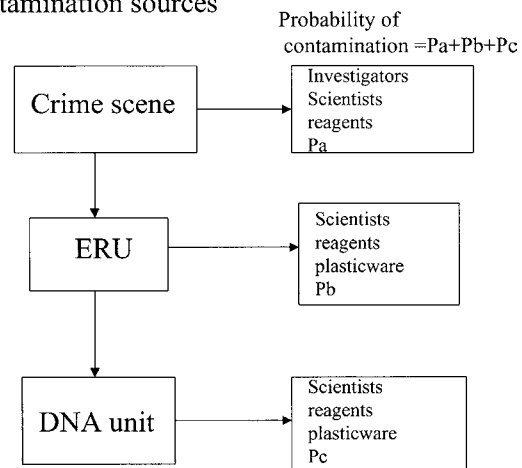 tamination sources
Probability of
contamination =Pa+Pb+Pc
Crime scene
Investigators
Scientists
reagents
Pa
ERU
Scientists
reagents
plasticware
Pb
DNA unit
Scientists
reagents
plasticware
Pc